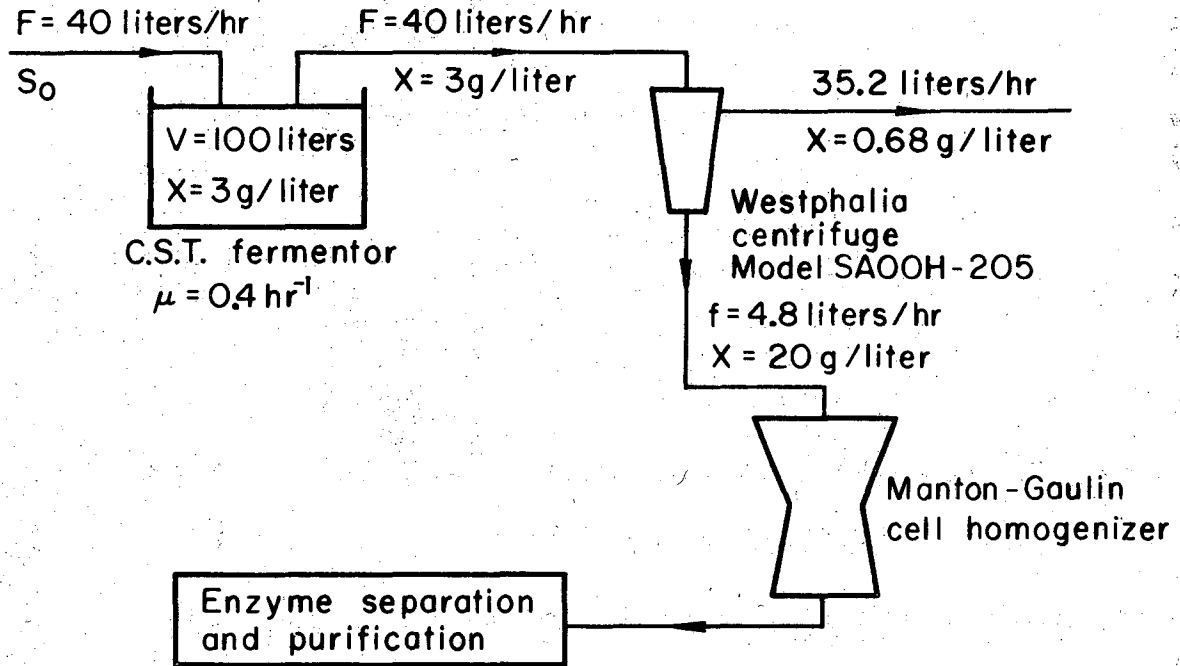 F = 40 liters/hr
S₀
V = 100 liters
X = 3 g/liter
C.S.T. fermentor
μ = 0.4 hr⁻¹
F = 40 liters/hr
X = 3g/liter
35.2 liters/hr
X = 0.68 g/liter
Westphalia
centrifuge
Model SAOOH-205
f = 4.8 liters/hr
X = 20 g/liter
Manton-Gaulin
cell homogenizer
Enzyme separation
and purification